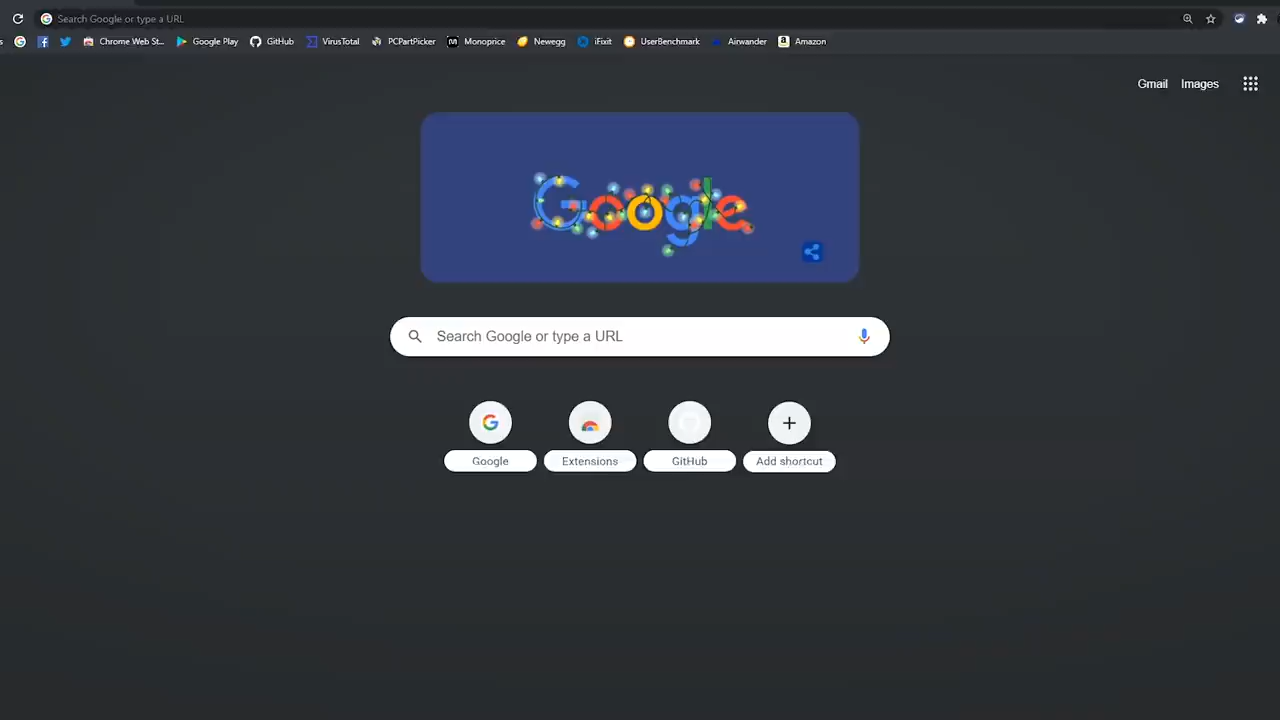 Search Google or type a URL
s Chrome Web St... Google Play GitHub VirusTotal PCPartPicker Monoprice Newegg iFixit UserBenchmark Airwander Amazon
Gmail Images
Google
Search Google or type a URL
Google Extensions GitHub Add shortcut